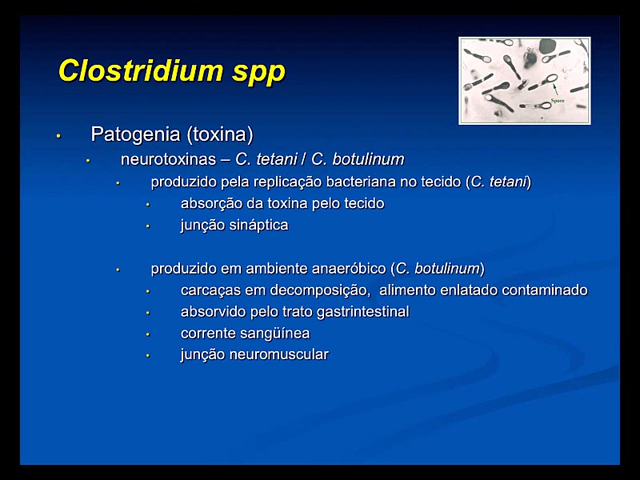 Clostridium spp
Spore
• Patogenia (toxina)
• neurotoxinas – C. tetani / C. botulinum
• produzido pela replicação bacteriana no tecido (C. tetani)
• absorção da toxina pelo tecido
• junção sináptica
• produzido em ambiente anaeróbico (C. botulinum)
• carcaças em decomposição, alimento enlatado contaminado
• absorvido pelo trato gastrintestinal
• corrente sangüínea
• junção neuromuscular